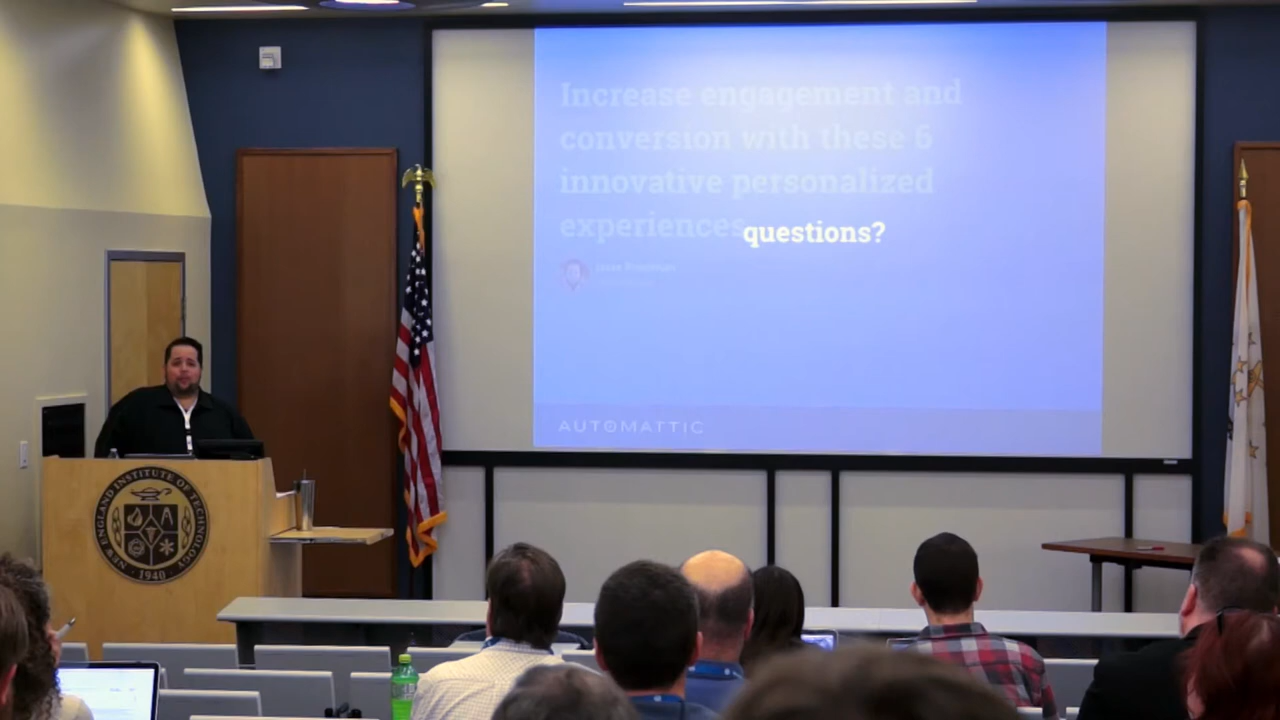 Increase engagement and
conversion with these 6
innovative personalized
experiences
questions?
AUTOMATTIC
NEW ENGLAND INSTITUTE OF TECHNOLOGY
· 1940 ·